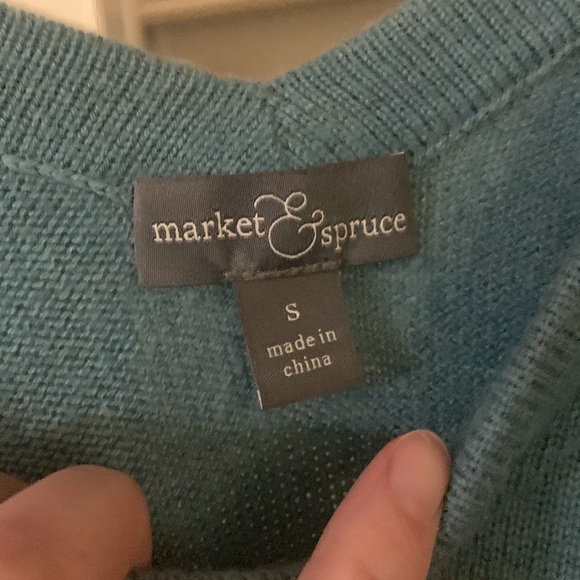 market & spruce
S
made in
china